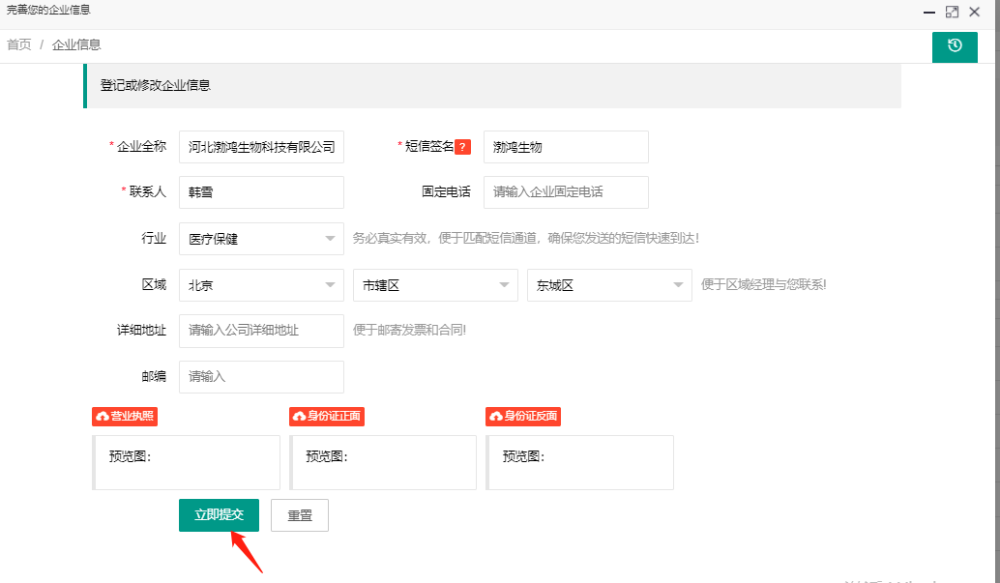 完善您的企业信息
首页 / 企业信息
登记或修改企业信息
* 企业全称 河北渤鸿生物科技有限公司 * 短信签名 ? 渤鸿生物
* 联系人 韩雪 固定电话 请输入企业固定电话
行业 医疗保健 务必真实有效，便于匹配短信通道，确保您发送的短信快速到达！
区域 北京 市辖区 东城区 便于区域经理与您联系!
详细地址 请输入公司详细地址 便于邮寄发票和合同!
邮编 请输入
营业执照 身份证正面 身份证反面
预览图： 预览图： 预览图：
立即提交 重置